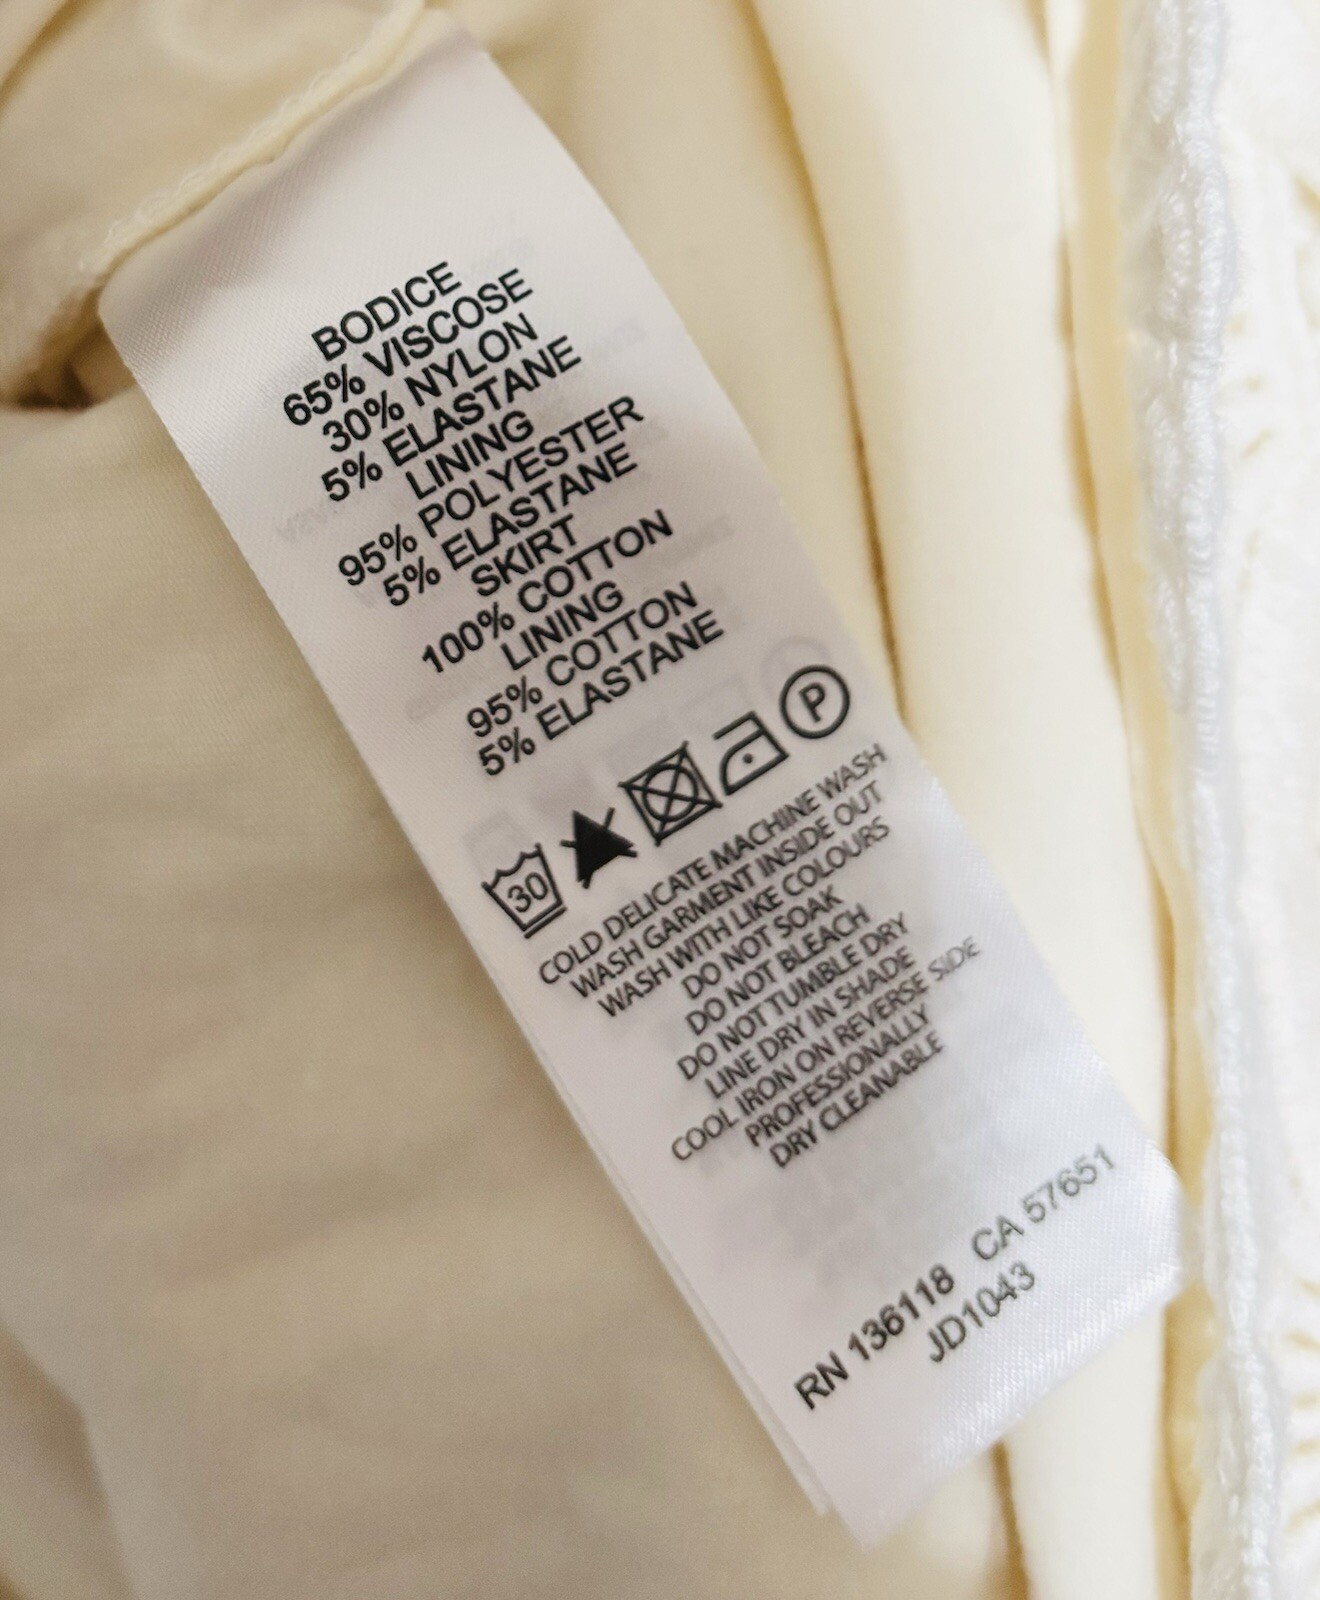 BODICE
65% VISCOSE
30% NYLON
5% ELASTANE
LINING
95% POLYESTER
5% ELASTANE
SKIRT
100% COTTON
LINING
95% COTTON
5% ELASTANE
30 P
COLD DELICATE MACHINE WASH
WASH GARMENT INSIDE OUT
WASH WITH LIKE COLOURS
DO NOT SOAK
DO NOT BLEACH
DO NOT TUMBLE DRY
LINE DRY IN SHADE
COOL IRON ON REVERSE SIDE
PROFESSIONALLY
DRY CLEANABLE
RN 136118 CA 57651
JD1043